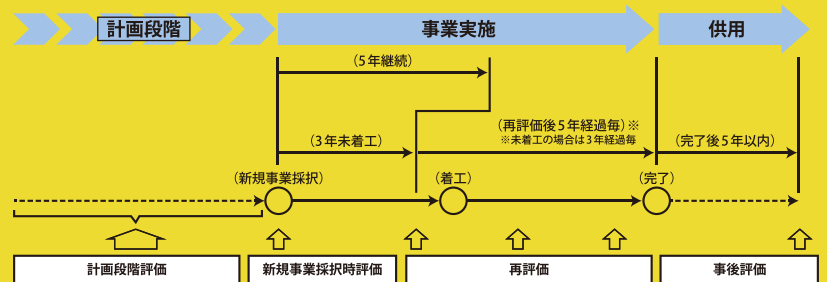 計画段階
事業実施
供用
(5年継続)
(3年未着工)
(再評価後5年経過毎)※
※未着工の場合は3年経過毎
(完了後5年以内)
(新規事業採択)
(着工)
(完了)
計画段階評価
新規事業採択時評価
再評価
事後評価